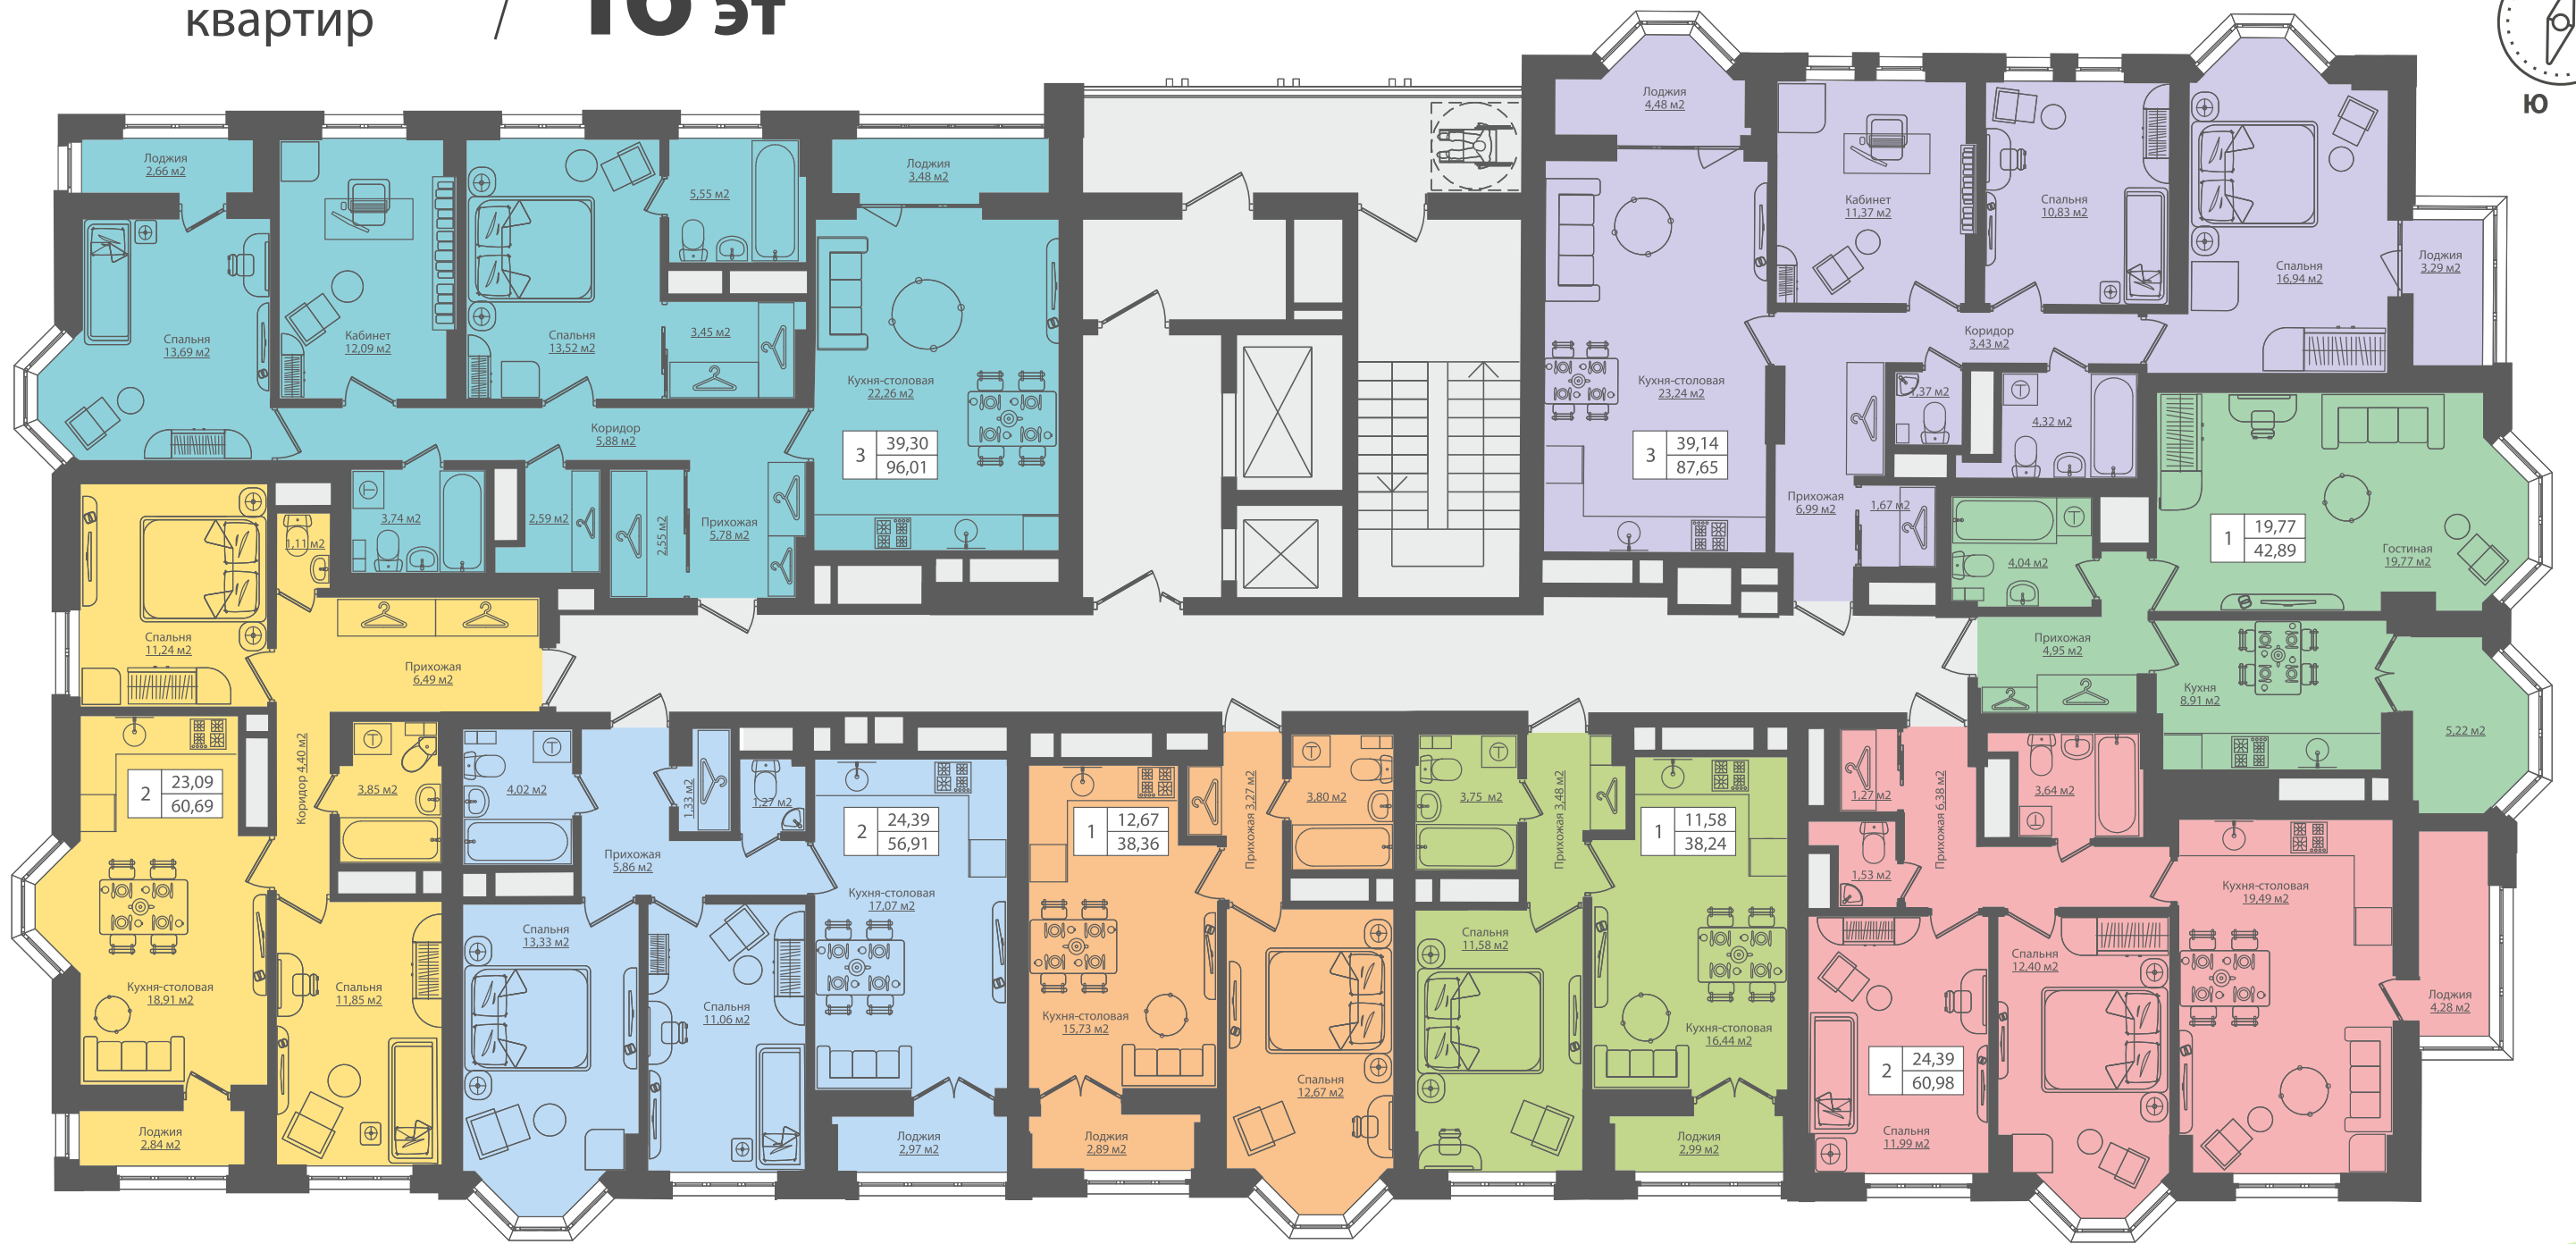 квартир
16 эт
Ю
Лоджия
2,66 м2
Спальня
13,69 м2
Кабинет
12,09 м2
Спальня
13,52 м2
5,55 м2
3,45 м2
Лоджия
3,48 м2
Кухня-столовая
22,26 м2
3
39,30
96,01
Коридор
5,88 м2
3,74 м2
2,59 м2
2,55 м2
Прихожая
5,78 м2
Лоджия
4,48 м2
Кухня-столовая
23,24 м2
3
39,14
87,65
Кабинет
11,37 м2
Спальня
10,83 м2
Спальня
16,94 м2
Лоджия
3,29 м2
Коридор
3,43 м2
1,37 м2
4,32 м2
Прихожая
6,99 м2
1,67 м2
4,04 м2
1
19,77
42,89
Гостиная
19,77 м2
Прихожая
4,95 м2
Кухня
8,91 м2
5,22 м2
Спальня
11,24 м2
1,11 м2
Прихожая
6,49 м2
2
23,09
60,69
Коридор 4,40 м2
3,85 м2
Кухня-столовая
18,91 м2
Спальня
11,85 м2
Лоджия
2,84 м2
4,02 м2
1,33 м2
1,27 м2
Прихожая
5,86 м2
2
24,39
56,91
Кухня-столовая
17,07 м2
Спальня
13,33 м2
Спальня
11,06 м2
Лоджия
2,97 м2
1
12,67
38,36
Прихожая 3,27 м2
3,80 м2
Кухня-столовая
15,73 м2
Спальня
12,67 м2
Лоджия
2,89 м2
3,75 м2
Прихожая 3,48 м2
1
11,58
38,24
Спальня
11,58 м2
Кухня-столовая
16,44 м2
Лоджия
2,99 м2
1,27 м2
Прихожая 6,38 м2
3,64 м2
1,53 м2
Кухня-столовая
19,49 м2
Спальня
12,40 м2
2
24,39
60,98
Спальня
11,99 м2
Лоджия
4,28 м2